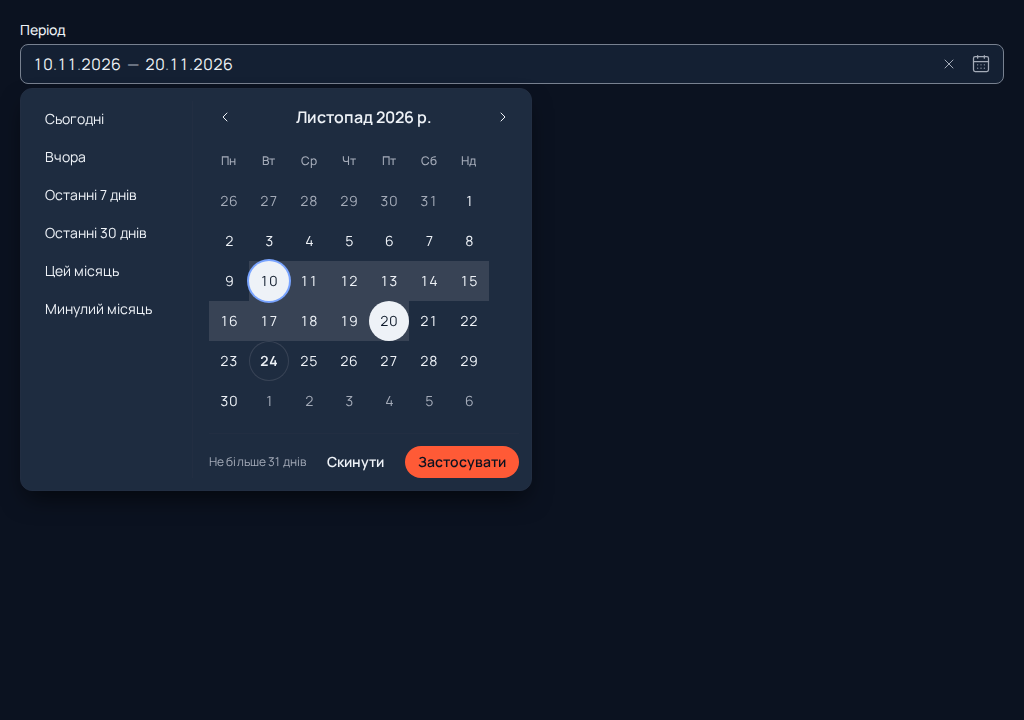 Період
10.11.2026 — 20.11.2026
Сьогодні
Вчора
Останні 7 днів
Останні 30 днів
Цей місяць
Минулий місяць
Листопад 2026 р.
Пн Вт Ср Чт Пт Сб Нд
26 27 28 29 30 31 1
2 3 4 5 6 7 8
9 10 11 12 13 14 15
16 17 18 19 20 21 22
23 24 25 26 27 28 29
30 1 2 3 4 5 6
Не більше 31 днів Скинути Застосувати